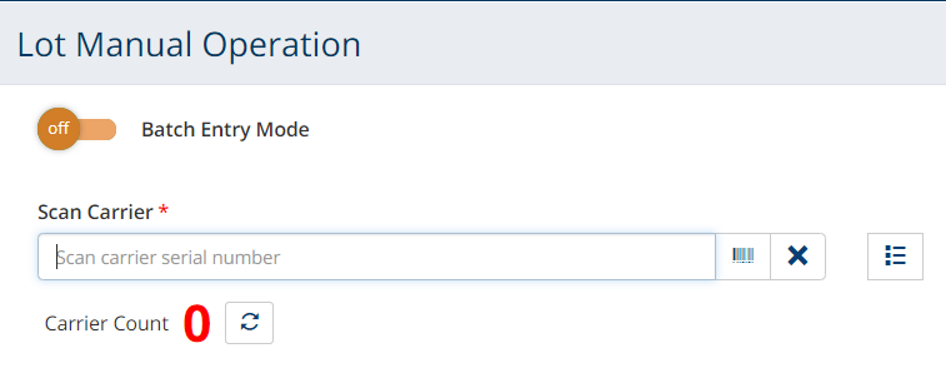 Lot Manual Operation
off Batch Entry Mode
Scan Carrier *
Scan carrier serial number
Carrier Count 0